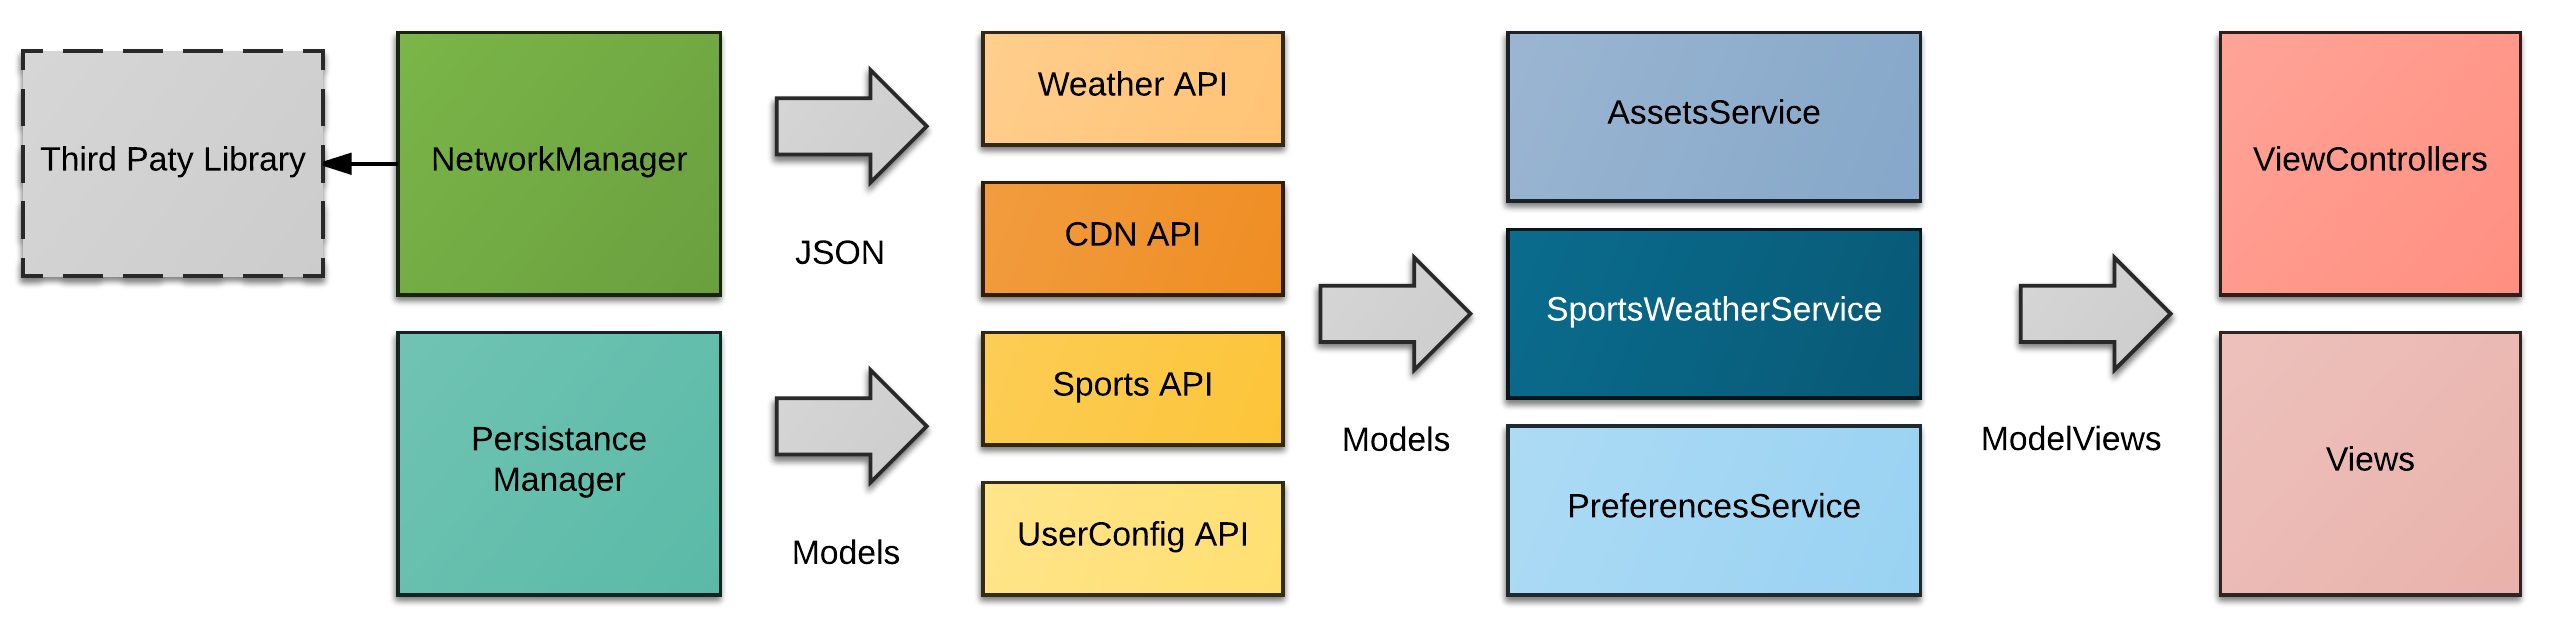 Third Paty Library
NetworkManager
Persistance
Manager
JSON
Models
Weather API
CDN API
Sports API
UserConfig API
Models
AssetsService
SportsWeatherService
PreferencesService
ModelViews
ViewControllers
Views